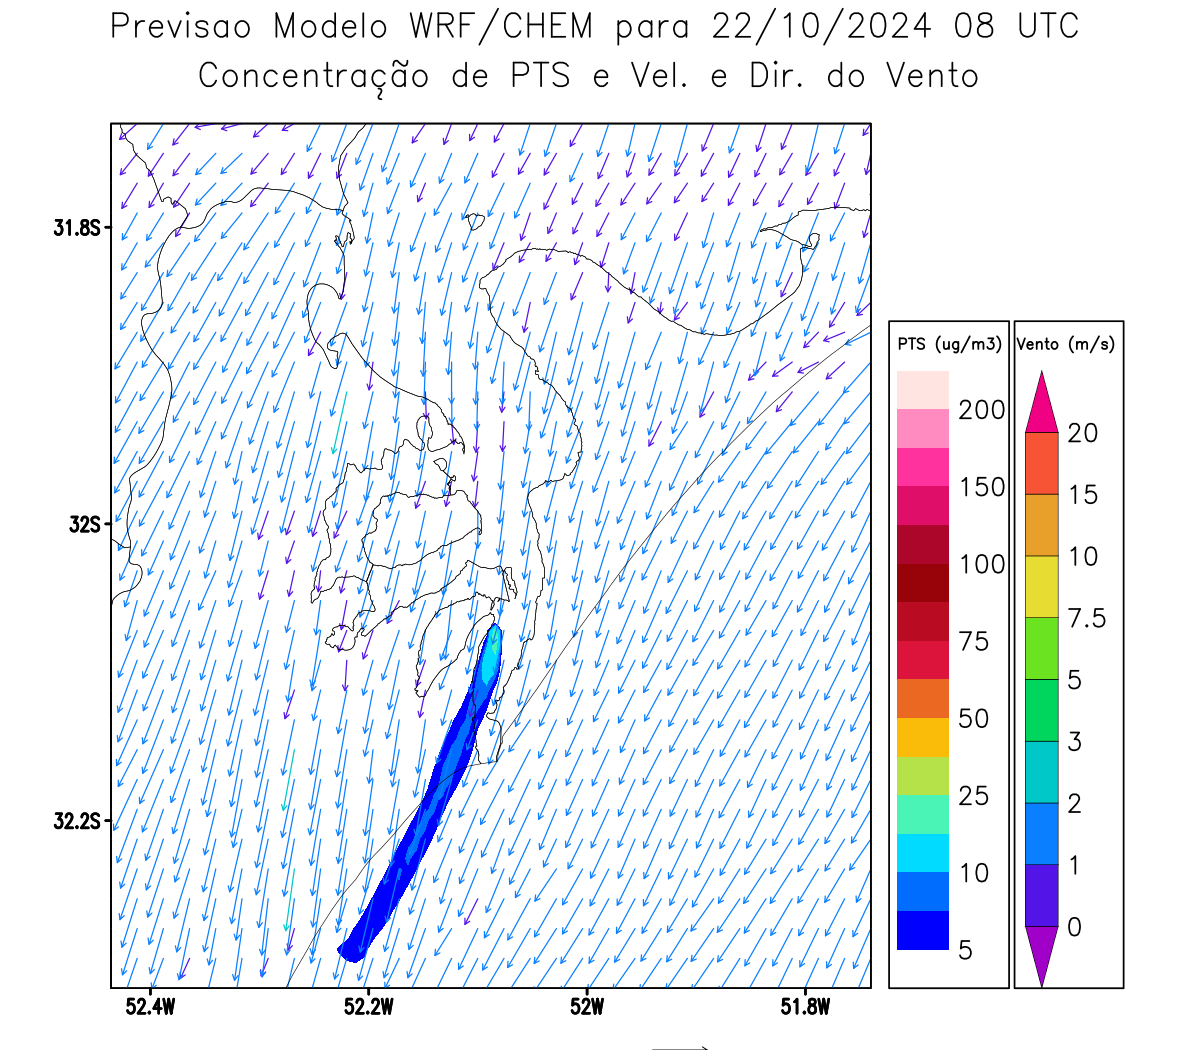 Previsao Modelo WRF/CHEM para 22/10/2024 08 UTC
Concentração de PTS e Vel. e Dir. do Vento
31.8S
32S
32.2S
52.4W
52.2W
52W
51.8W
PTS (ug/m3)
200
150
100
75
50
25
10
5
Vento (m/s)
20
15
10
7.5
5
3
2
1
0